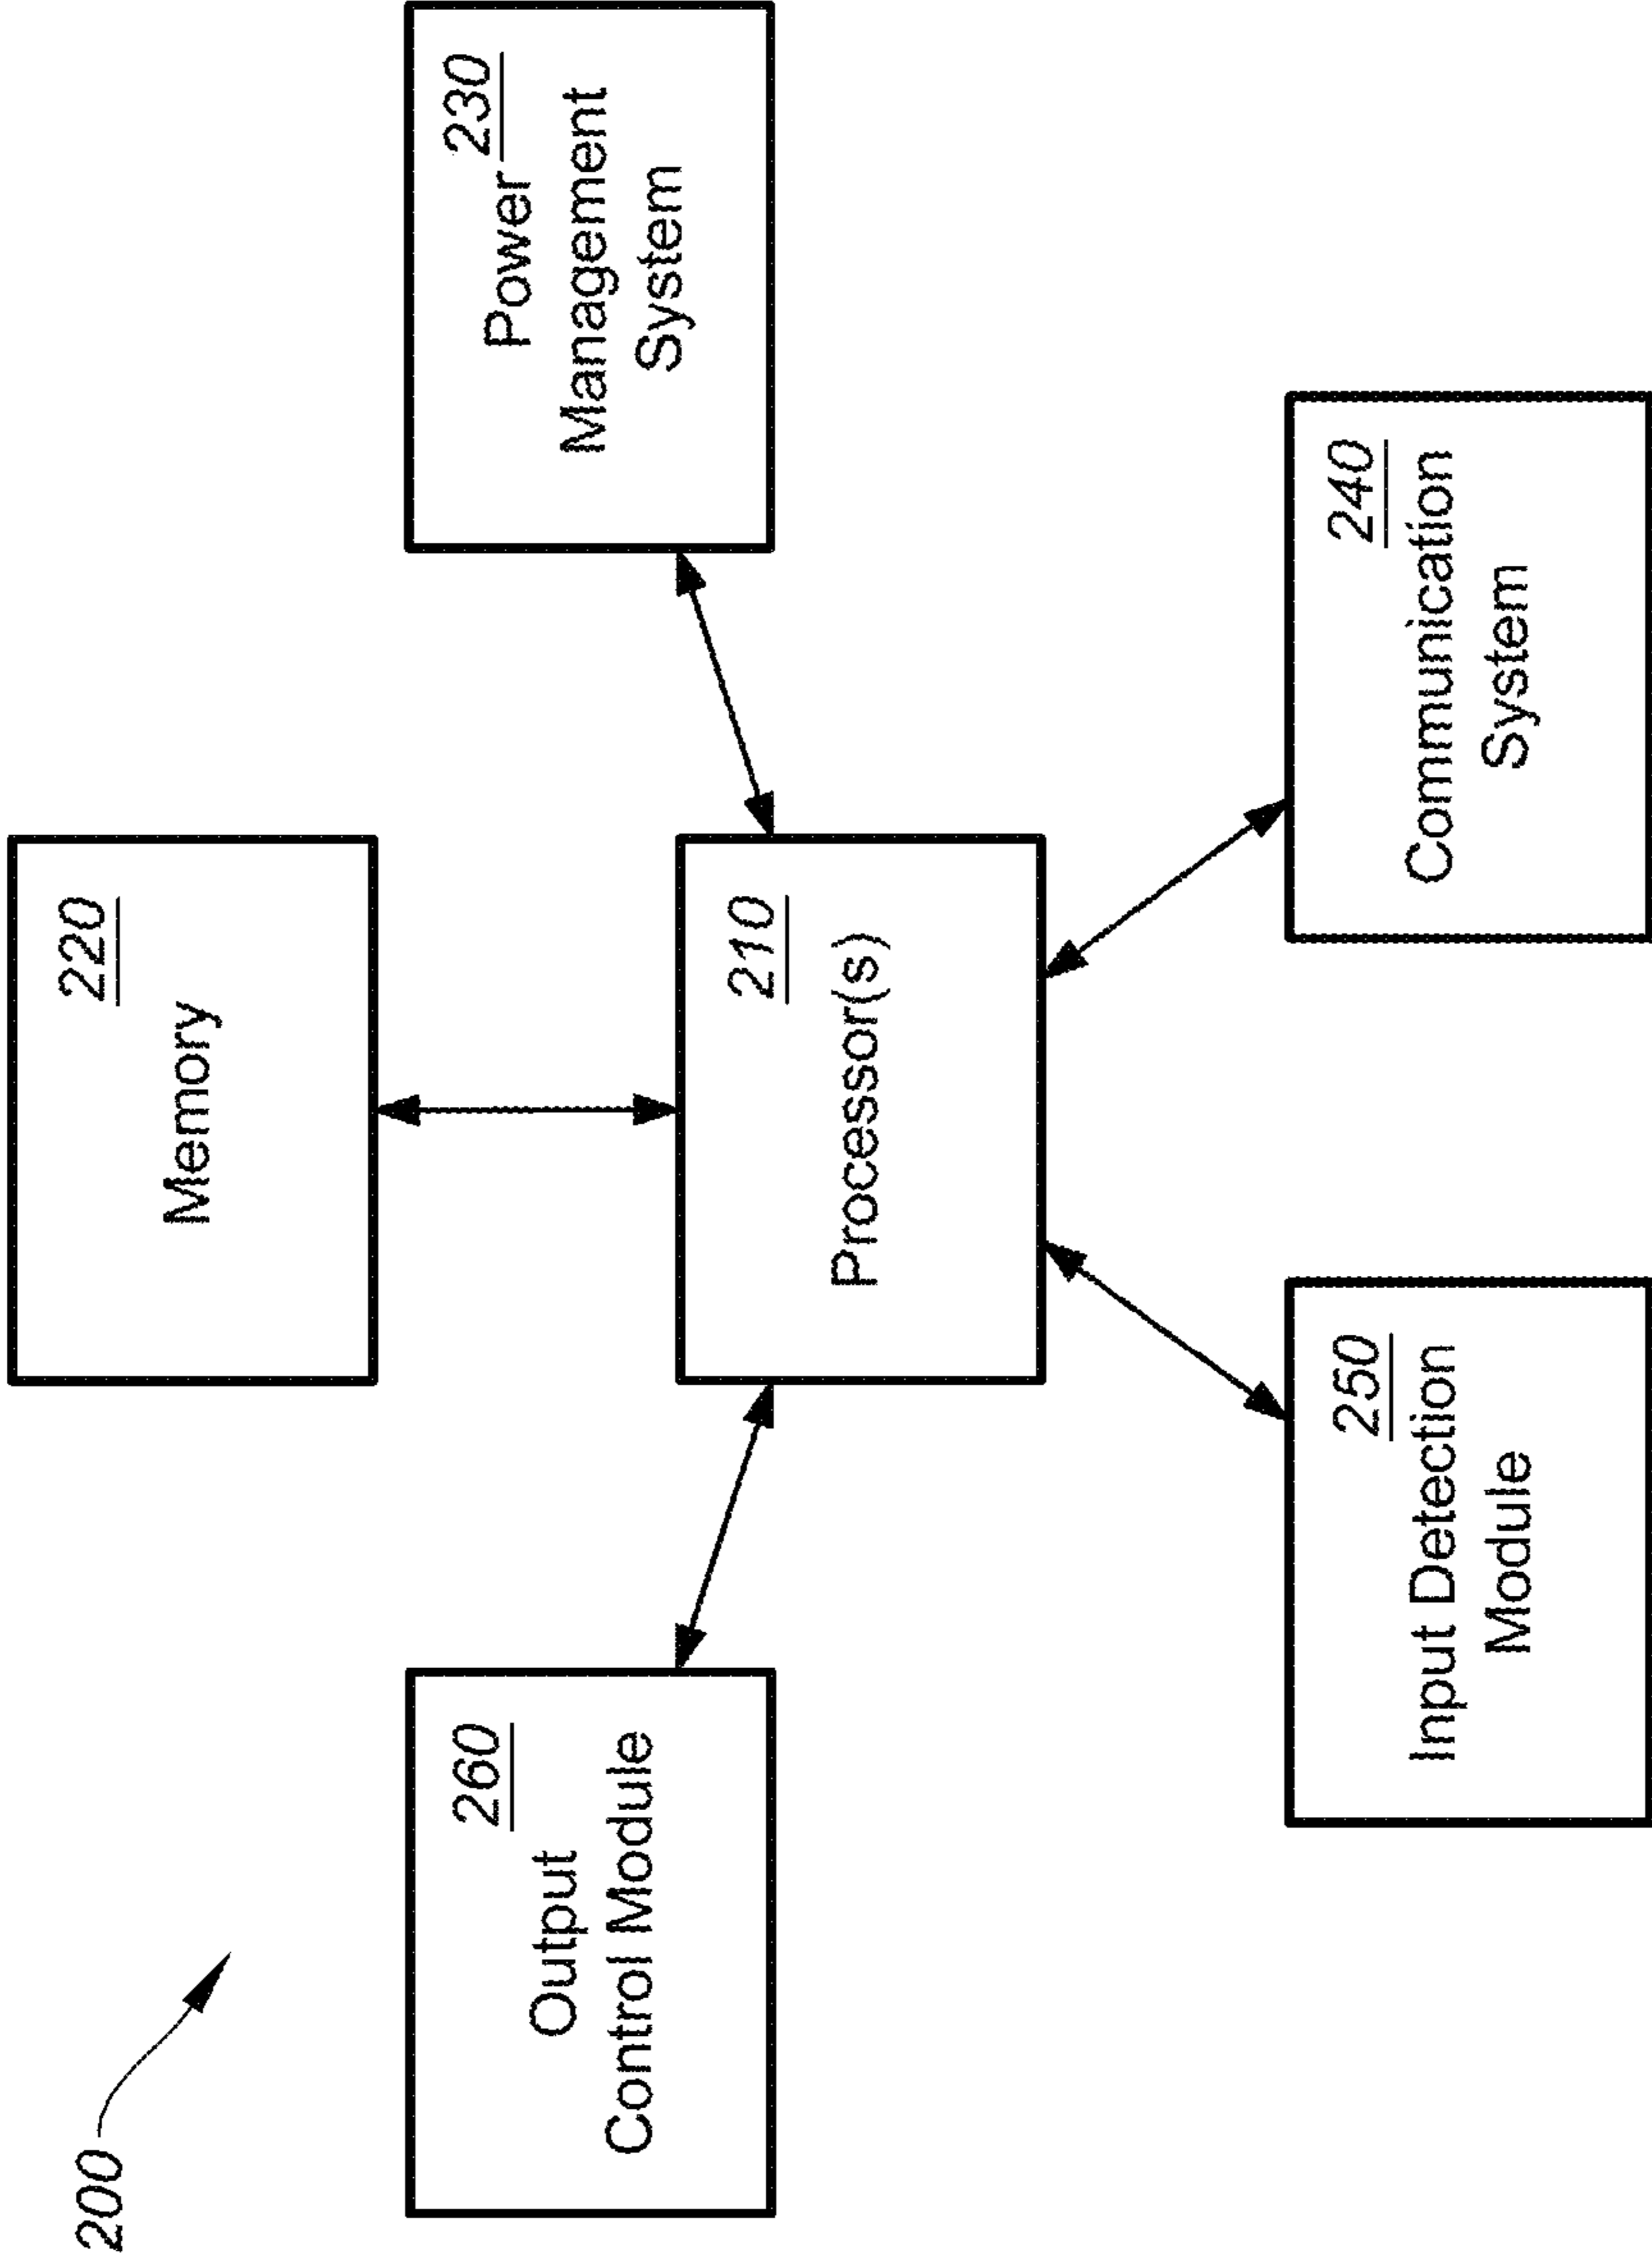 200
220
Memory
260
Output
Control Module
230
Power
Management
System
210
Processor(s)
250
Input Detection
Module
240
Communication
System